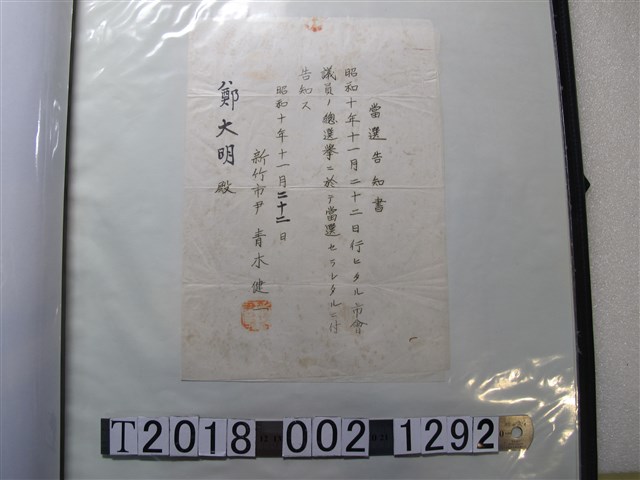 當選告知書
昭和十年十一月二十二日行ヒタル市會
議員ノ總選擧ニ於テ當選セラレタルニ付
告知ス
昭和十年十一月二十二日
新竹市尹 青木健一
鄭大明殿
T2018 002 1292